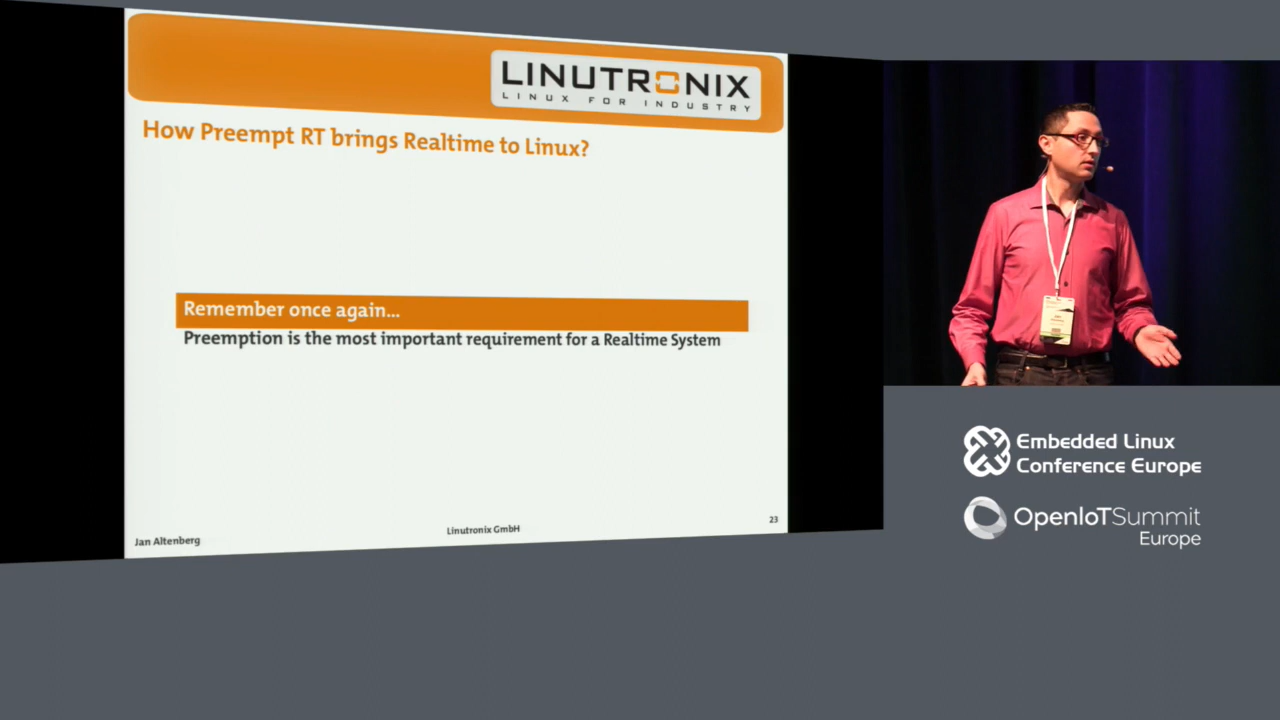 LINUTRONIX
LINUX FOR INDUSTRY
How Preempt RT brings Realtime to Linux?
Remember once again...
Preemption is the most important requirement for a Realtime System
Jan Altenberg
Linutronix GmbH
23
Embedded Linux
Conference Europe
OpenIoTSummit
Europe